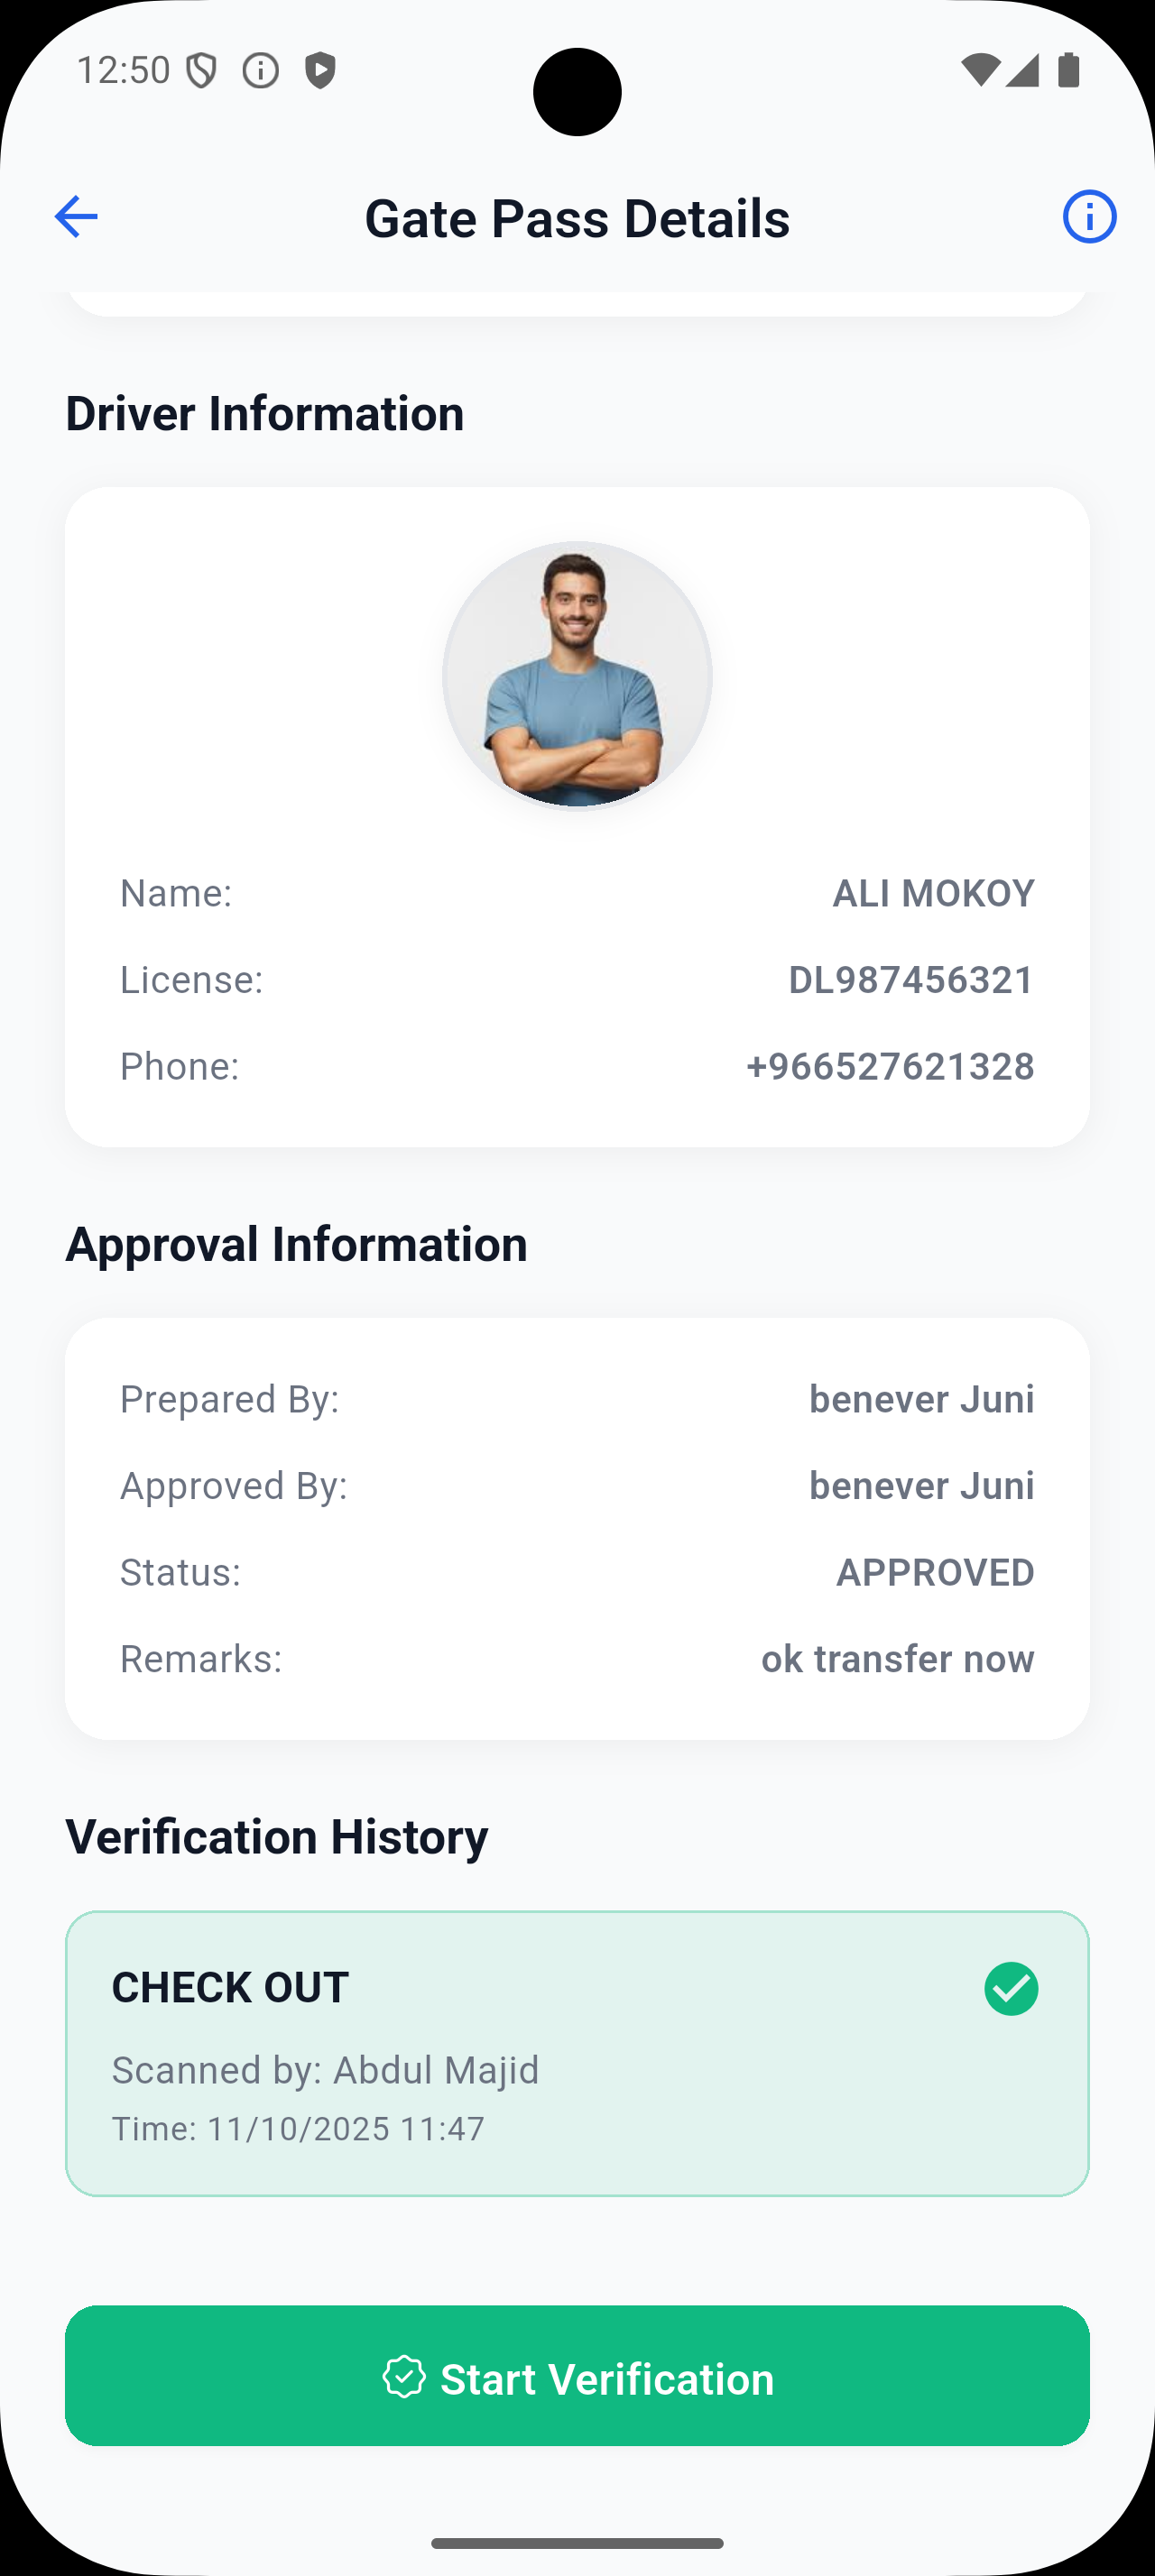 12:50
Gate Pass Details
Driver Information
Name: ALI MOKOY
License: DL987456321
Phone: +966527621328
Approval Information
Prepared By: benever Juni
Approved By: benever Juni
Status: APPROVED
Remarks: ok transfer now
Verification History
CHECK OUT
Scanned by: Abdul Majid
Time: 11/10/2025 11:47
Start Verification